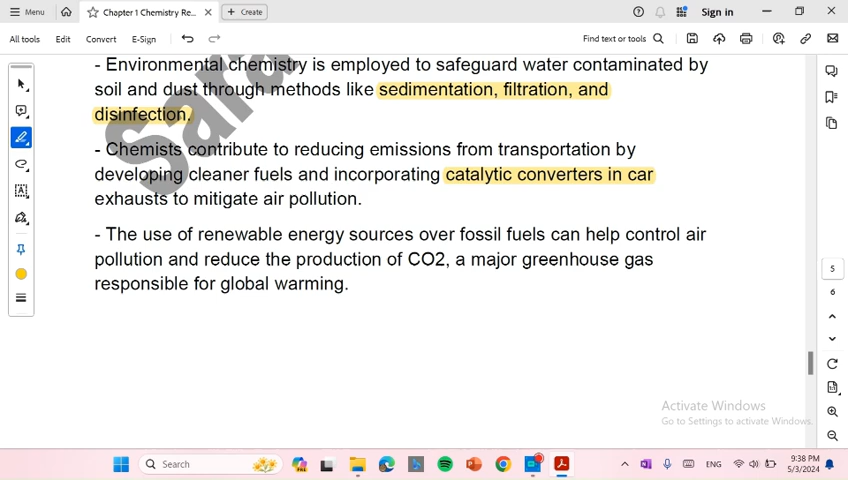 Menu
Chapter 1 Chemistry Re...
Create
Sign in
All tools
Edit
Convert
E-Sign
Find text or tools
- Environmental chemistry is employed to safeguard water contaminated by
soil and dust through methods like sedimentation, filtration, and
disinfection.
- Chemists contribute to reducing emissions from transportation by
developing cleaner fuels and incorporating catalytic converters in car
exhausts to mitigate air pollution.
- The use of renewable energy sources over fossil fuels can help control air
pollution and reduce the production of CO2, a major greenhouse gas
responsible for global warming.
5
6
Activate Windows
Go to Settings to activate Windows.
Search
ENG
9:38 PM
5/3/2024